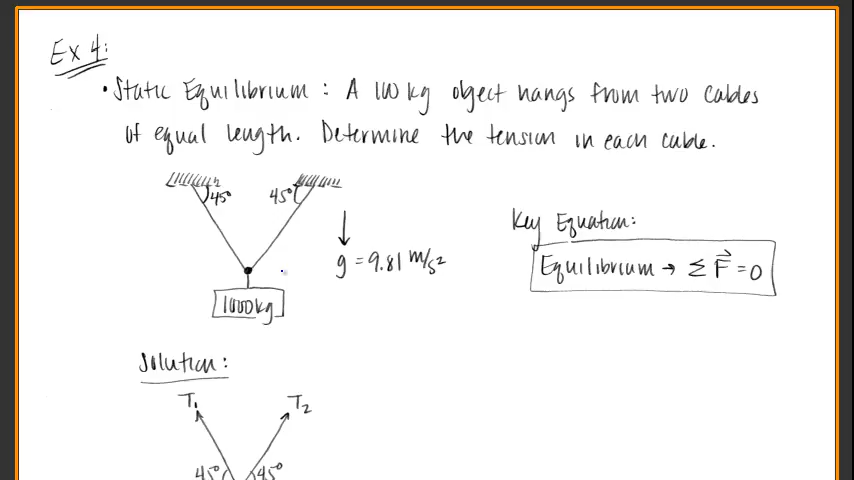 Ex 4:
• Static Equilibrium: A 100 kg object hangs from two cables
of equal length. Determine the tension in each cable.
45° 45°
Key Equation:
g = 9.81 m/s²
Equilibrium → Σ F⃗ = 0
1000kg
Solution:
T₁ T₂
45° 45°